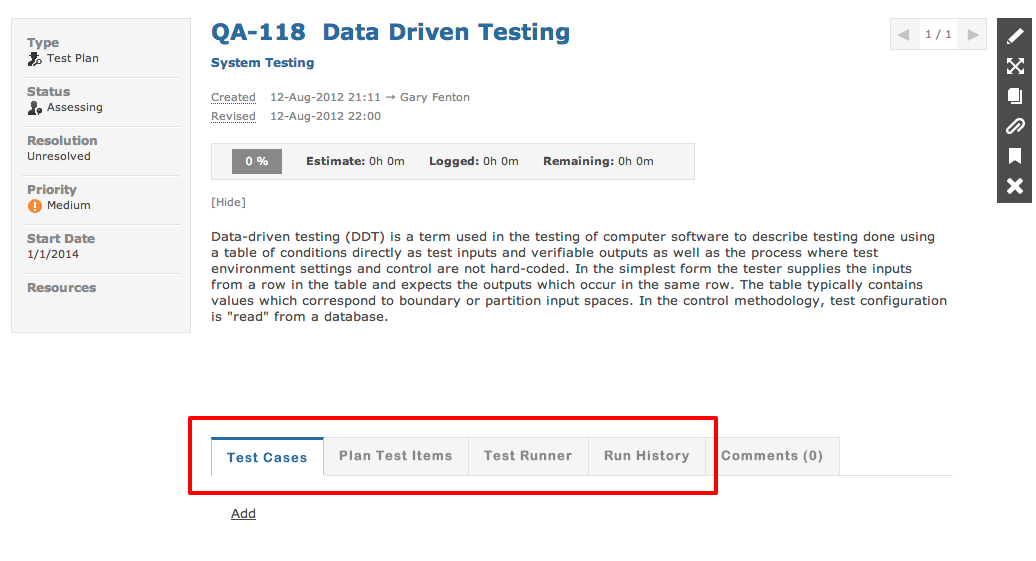 Type
Test Plan
Status
Assessing
Resolution
Unresolved
Priority
Medium
Start Date
1/1/2014
Resources
QA-118 Data Driven Testing
1 / 1
System Testing
Created 12-Aug-2012 21:11 → Gary Fenton
Revised 12-Aug-2012 22:00
0 % Estimate: 0h 0m Logged: 0h 0m Remaining: 0h 0m
[Hide]
Data-driven testing (DDT) is a term used in the testing of computer software to describe testing done using
a table of conditions directly as test inputs and verifiable outputs as well as the process where test
environment settings and control are not hard-coded. In the simplest form the tester supplies the inputs
from a row in the table and expects the outputs which occur in the same row. The table typically contains
values which correspond to boundary or partition input spaces. In the control methodology, test configuration
is "read" from a database.
Test Cases Plan Test Items Test Runner Run History Comments (0)
Add